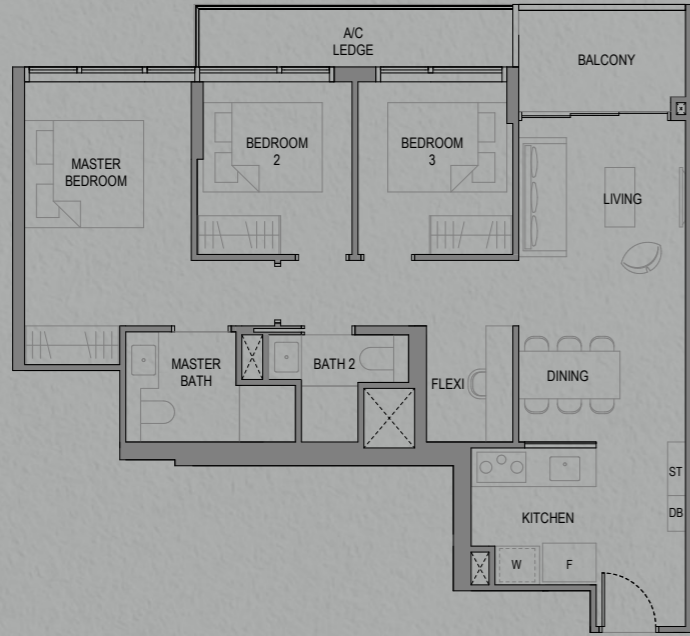 A/C
LEDGE
BALCONY
MASTER
BEDROOM
BEDROOM
2
BEDROOM
3
LIVING
MASTER
BATH
BATH 2
FLEXI
DINING
ST
DB
KITCHEN
W
F